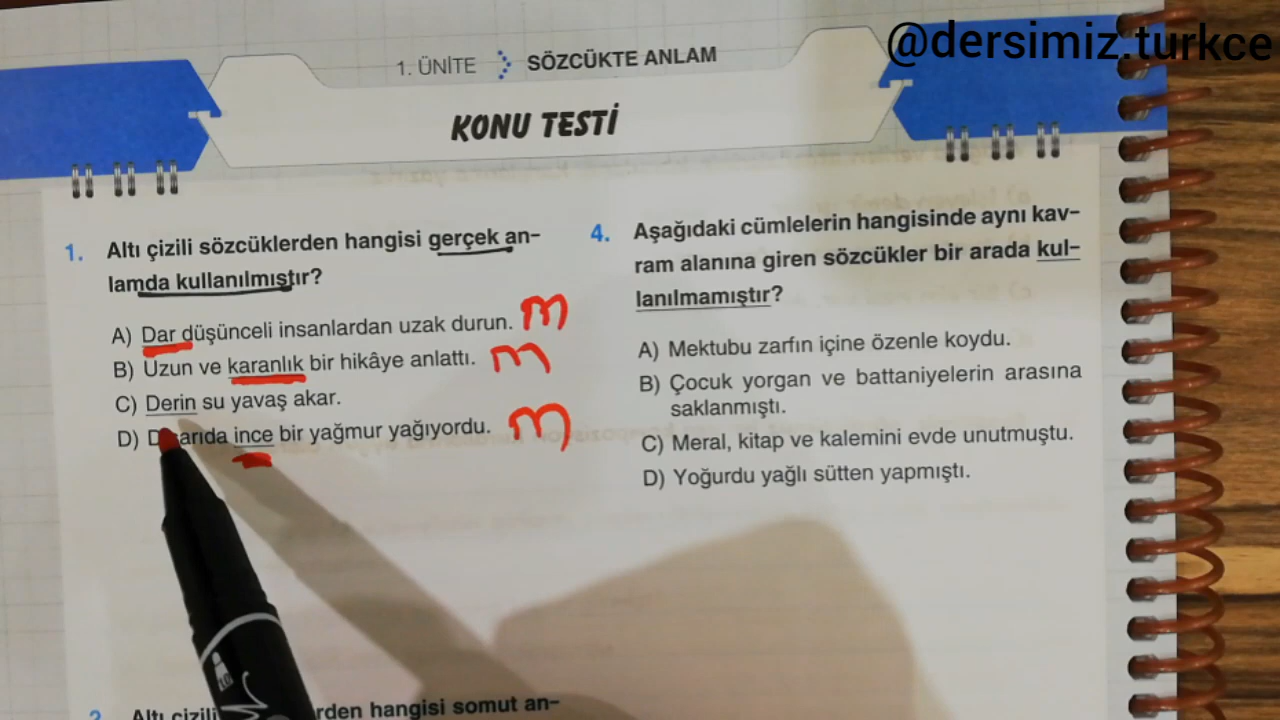 @dersimiz.turkce
1. ÜNİTE SÖZCÜKTE ANLAM
KONU TESTİ
1. Altı çizili sözcüklerden hangisi gerçek an-
lamda kullanılmıştır?
A) Dar düşünceli insanlardan uzak durun. m
B) Uzun ve karanlık bir hikâye anlattı. m
C) Derin su yavaş akar.
D) ince bir yağmur yağıyordu. m
2. Altı çizili hangisi somut an-
4. Aşağıdaki cümlelerin hangisinde aynı kav-
ram alanına giren sözcükler bir arada kul-
lanılmamıştır?
A) Mektubu zarfın içine özenle koydu.
B) Çocuk yorgan ve battaniyelerin arasına
saklanmıştı.
C) Meral, kitap ve kalemini evde unutmuştu.
D) Yoğurdu yağlı sütten yapmıştı.